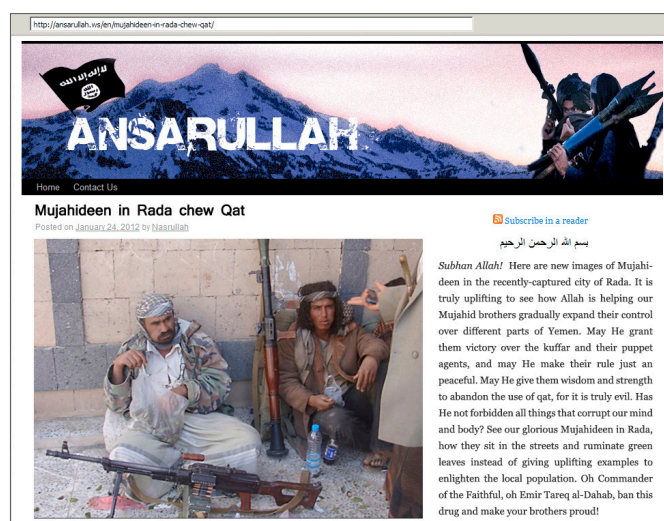 http://ansarullah.ws/en/mujahideen-in-rada-chew-qat/
لا إله إلا الله
ANSARULLAH
Home Contact Us
Mujahideen in Rada chew Qat
Posted on January 24, 2012 by Nasrullah
Subscribe in a reader
بسم الله الرحمن الرحيم
Subhan Allah! Here are new images of Mujahi-
deen in the recently-captured city of Rada. It is
truly uplifting to see how Allah is helping our
Mujahid brothers gradually expand their control
over different parts of Yemen. May He grant
them victory over the kuffar and their puppet
agents, and may He make their rule just an
peaceful. May He give them wisdom and strength
to abandon the use of qat, for it is truly evil. Has
He not forbidden all things that corrupt our mind
and body? See our glorious Mujahideen in Rada,
how they sit in the streets and ruminate green
leaves instead of giving uplifting examples to
enlighten the local population. Oh Commander
of the Faithful, oh Emir Tareq al-Dahab, ban this
drug and make your brothers proud!